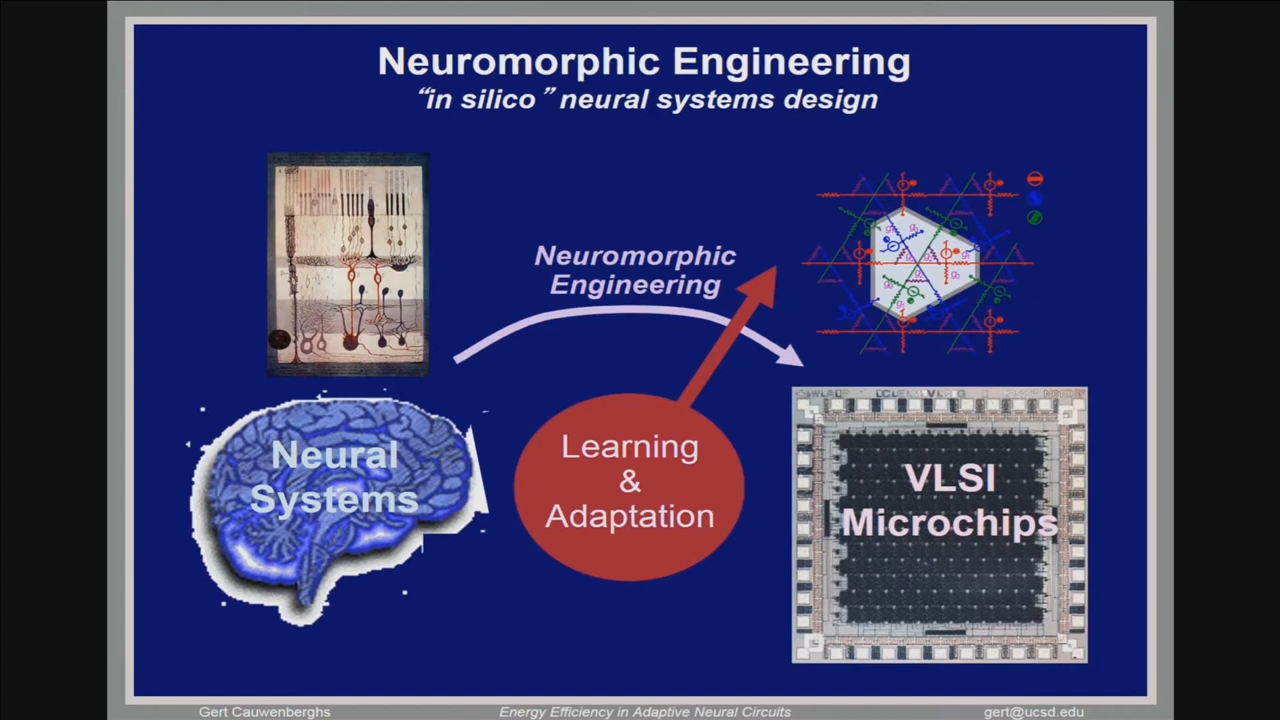 Neuromorphic Engineering
“in silico” neural systems design
Neuromorphic
Engineering
Neural
Systems
Learning
&
Adaptation
VLSI
Microchips
Gert Cauwenberghs
Energy Efficiency in Adaptive Neural Circuits
gert@ucsd.edu